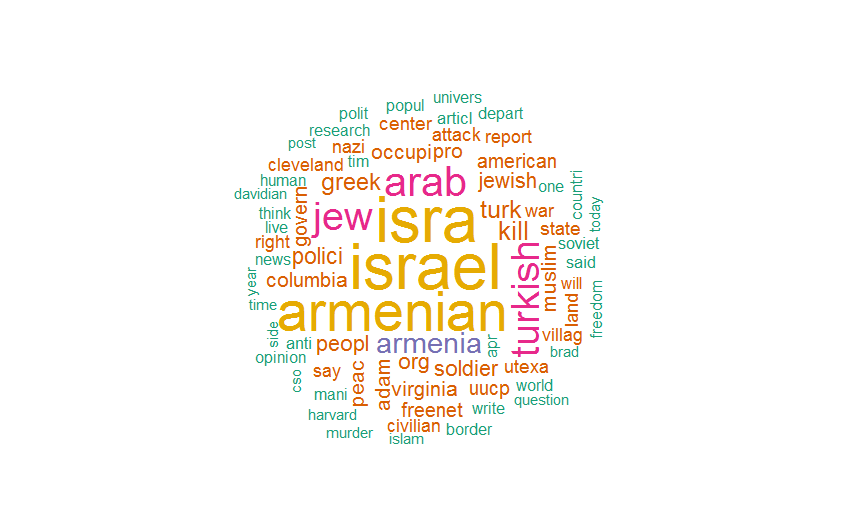 univers
popul
polit
articl
depart
center
research
attack
report
post
nazi
occupi
pro
cleveland
tim
american
human
greek
arab
jewish
one
countri
davidian
govern
jew
isra
turk
war
today
think
live
kill
state
right
soviet
news
polici
israel
turkish
muslim
said
columbia
will
year
armenian
land
freedom
time
villag
side
anti
peopl
armenia
apr
brad
opinion
org
soldier
utexa
cso
say
peac
adam
virginia
uucp
world
mani
question
harvard
freenet
write
civilian
murder
islam
border